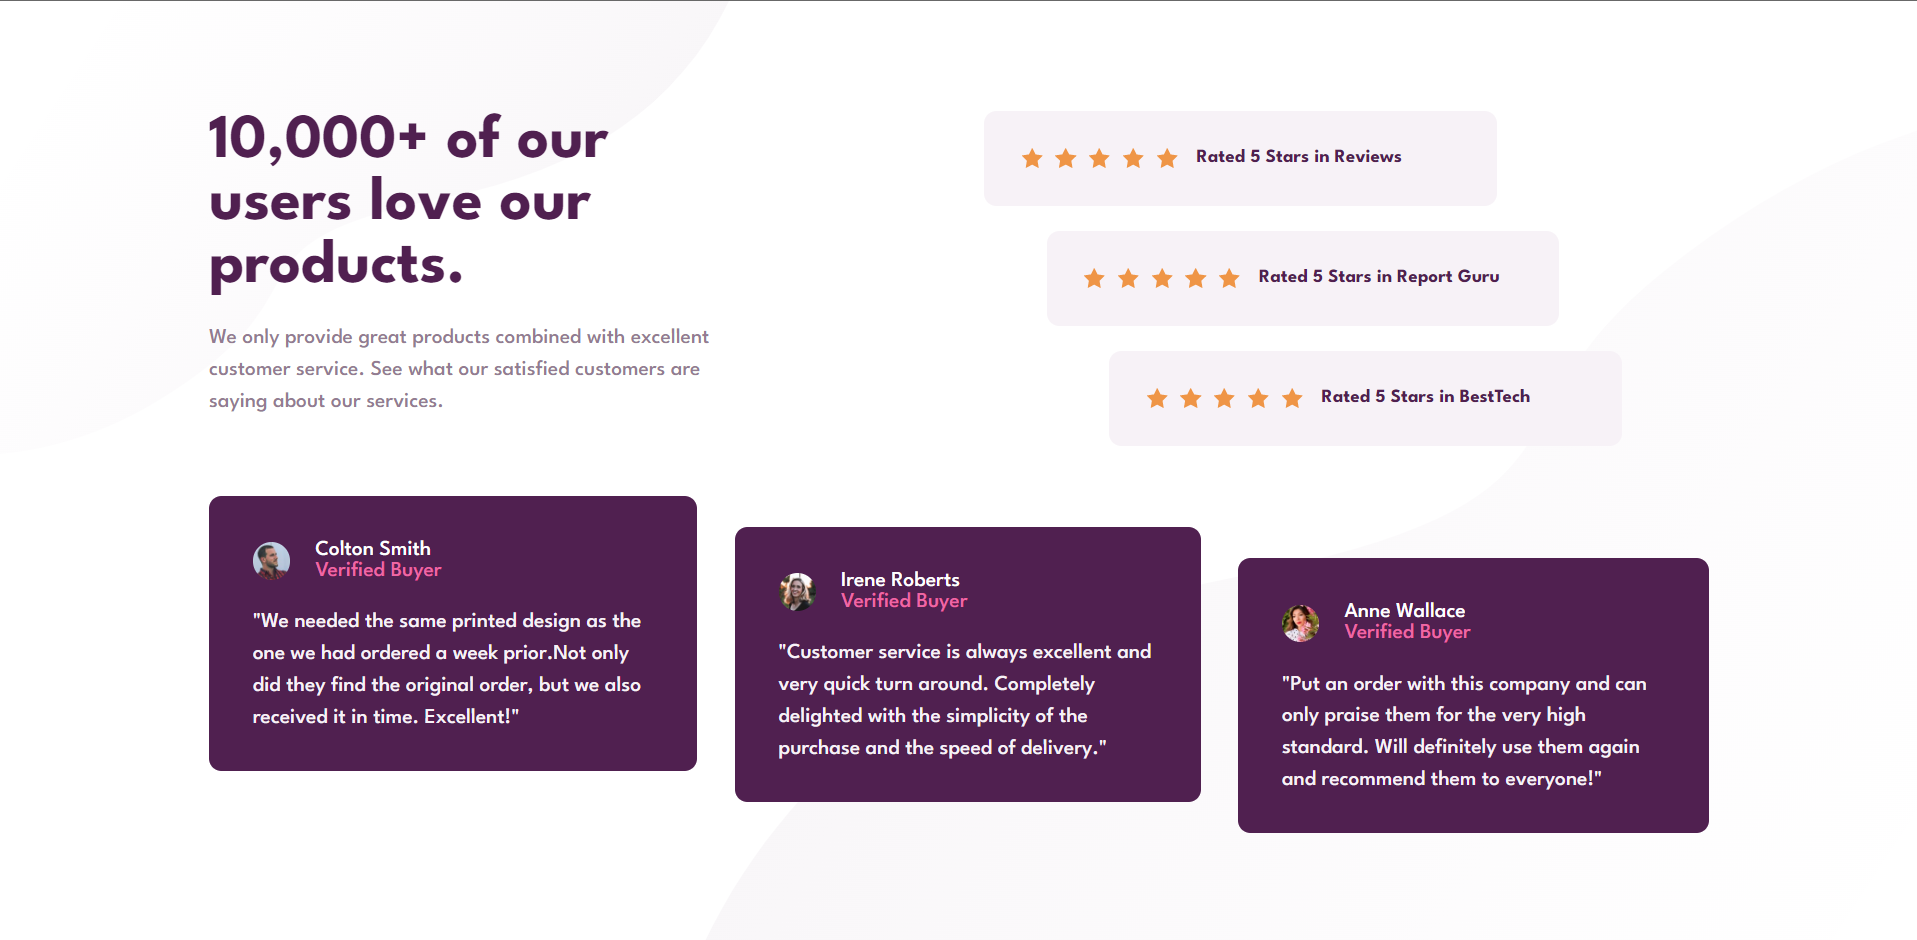 10,000+ of our
users love our
products.
We only provide great products combined with excellent
customer service. See what our satisfied customers are
saying about our services.
Rated 5 Stars in Reviews
Rated 5 Stars in Report Guru
Rated 5 Stars in BestTech
Colton Smith
Verified Buyer
"We needed the same printed design as the
one we had ordered a week prior.Not only
did they find the original order, but we also
received it in time. Excellent!"
Irene Roberts
Verified Buyer
"Customer service is always excellent and
very quick turn around. Completely
delighted with the simplicity of the
purchase and the speed of delivery."
Anne Wallace
Verified Buyer
"Put an order with this company and can
only praise them for the very high
standard. Will definitely use them again
and recommend them to everyone!"